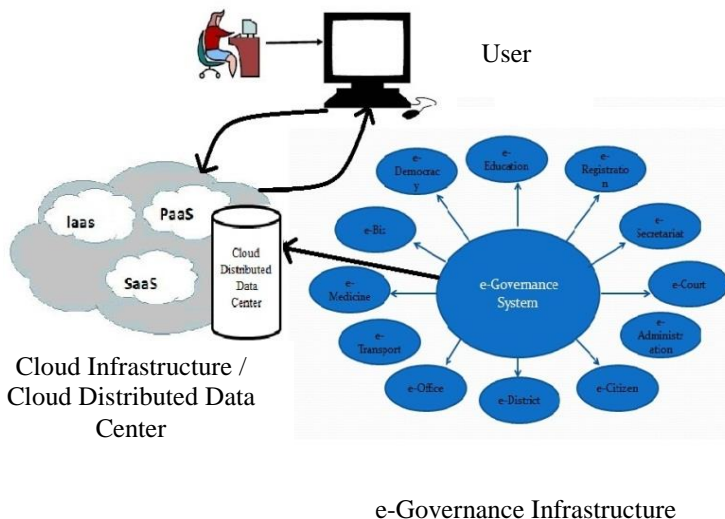 User
e-
Democrac
y
e-
Education
e-
Registraton
n
e-Biz
e-
Secretariat
Iaas
PaaS
SaaS
Cloud
Distributed
Data
Center
e-
Medicine
e-Governance
System
e-Court
e-
Transport
e-
Administr
ation
e-Office
e-District
e-Citizen
Cloud Infrastructure /
Cloud Distributed Data
Center
e-Governance Infrastructure